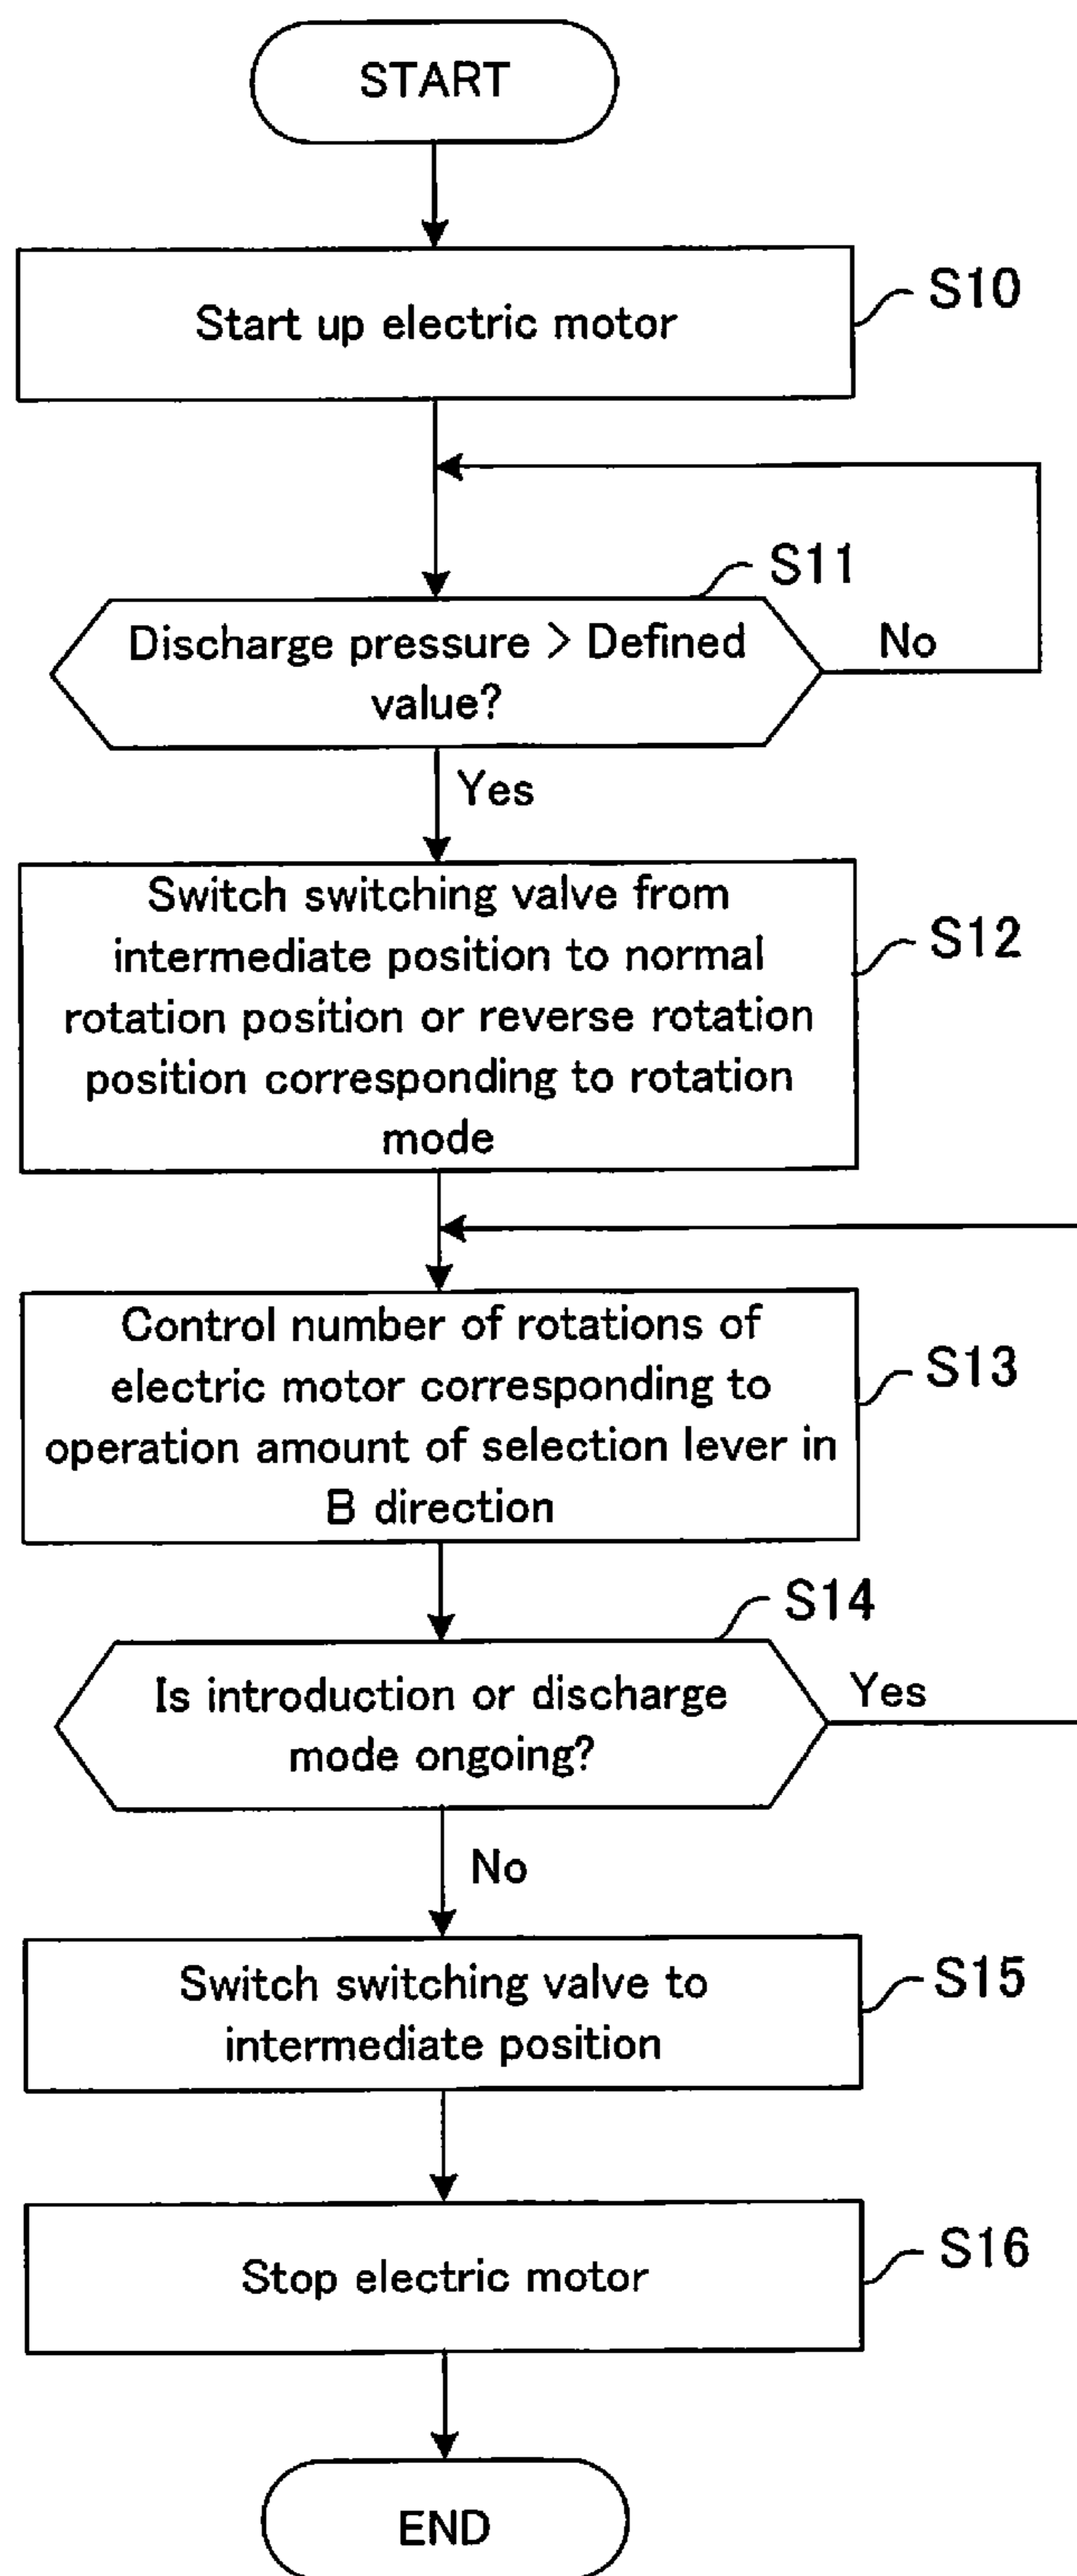 START
Start up electric motor
S10
S11
Discharge pressure > Defined
value?
No
Yes
Switch switching valve from
intermediate position to normal
rotation position or reverse rotation
position corresponding to rotation
mode
S12
Control number of rotations of
electric motor corresponding to
operation amount of selection lever in
B direction
S13
S14
Is introduction or discharge
mode ongoing?
Yes
No
Switch switching valve to
intermediate position
S15
Stop electric motor
S16
END